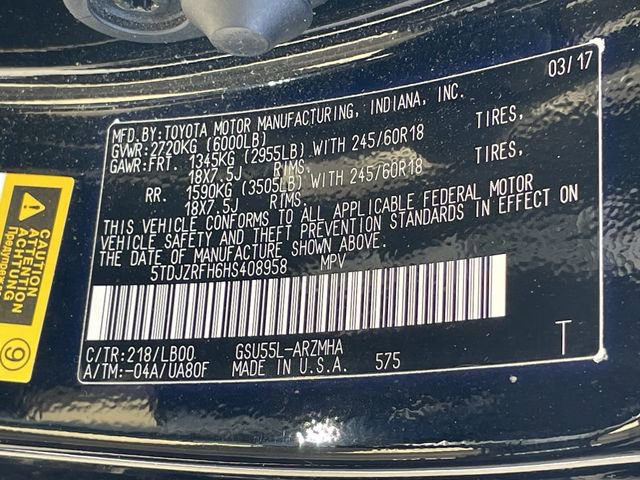 03/17
MFD. BY: TOYOTA MOTOR MANUFACTURING, INDIANA, INC.
GVWR: 2720KG (6000LB)
GAWR: FRT. 1345KG (2955LB) WITH 245/60R18 TIRES,
18X7.5J RIMS.
RR. 1590KG (3505LB) WITH 245/60R18 TIRES,
18X7.5J RIMS.
THIS VEHICLE CONFORMS TO ALL APPLICABLE FEDERAL MOTOR
VEHICLE SAFETY AND THEFT PREVENTION STANDARDS IN EFFECT ON
THE DATE OF MANUFACTURE SHOWN ABOVE.
5TDJZRFH6HS408958 MPV
C/TR: 218/LB00 GSU55L-ARZMHA T
A/TM: -04A/UA80F MADE IN U.S.A. 575
CAUTION
ATTENTION
ACHTUNG
9